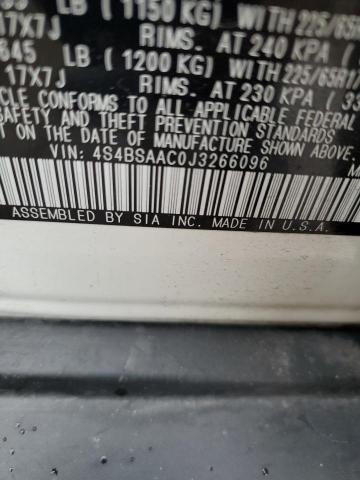 LB ( 1150 KG) WITH 225/65
17X7J RIMS. AT 240 KPA (
645 LB ( 1200 KG) WITH 225/65R1
17X7J RIMS. AT 230 KPA ( 3
CLE CONFORMS TO ALL APPLICABLE FEDERAL
SAFETY AND THEFT PREVENTION STANDARDS
THE DATE OF MANUFACTURE SHOWN ABOVE.
VIN: 4S4BSAAC0J3266096
ASSEMBLED BY SIA INC. IN U.S.A.